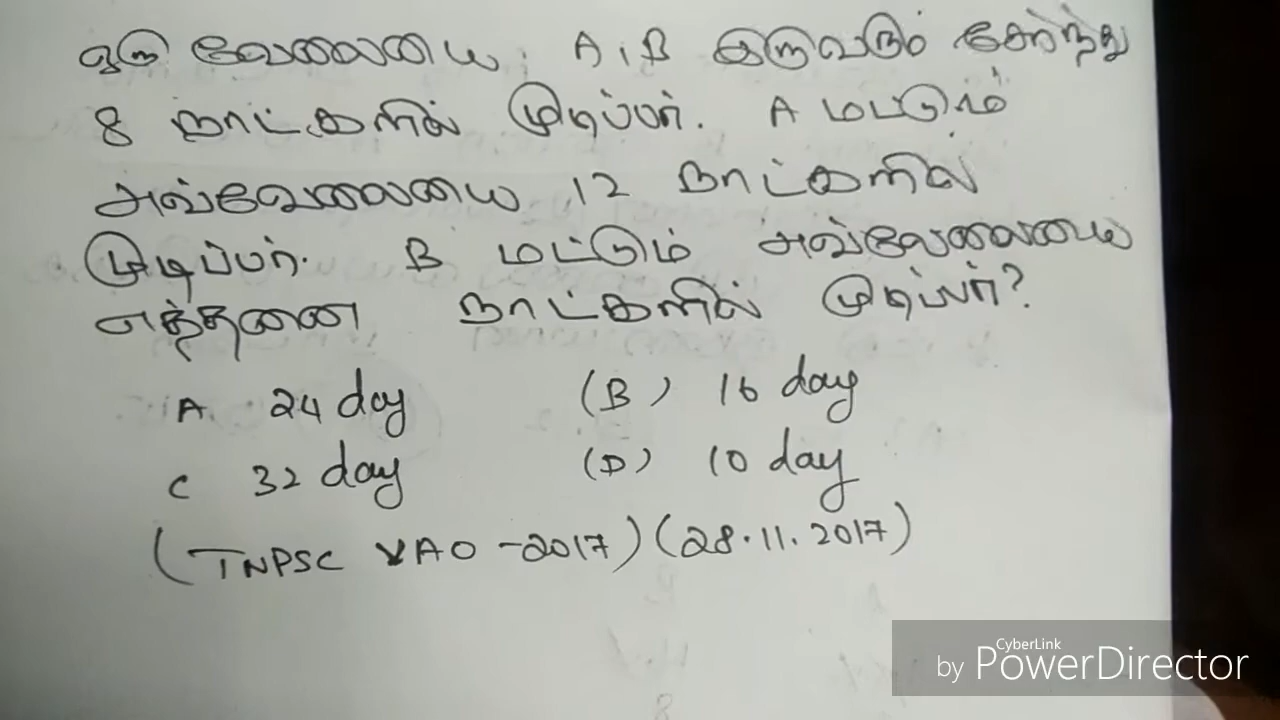 ஒரு வேலையை A, B இருவரும் சேர்ந்து
8 நாட்களில் முடிப்பர். A மட்டும்
அவ்வேலையை 12 நாட்களில்
முடிப்பர். B மட்டும் அவ்வேலையை
எத்தனை நாட்களில் முடிப்பர்?
A 24 day (B) 16 day
C 32 day (D) 10 day
(TNPSC VAO -2017) (28.11.2017)
CyberLink
by PowerDirector